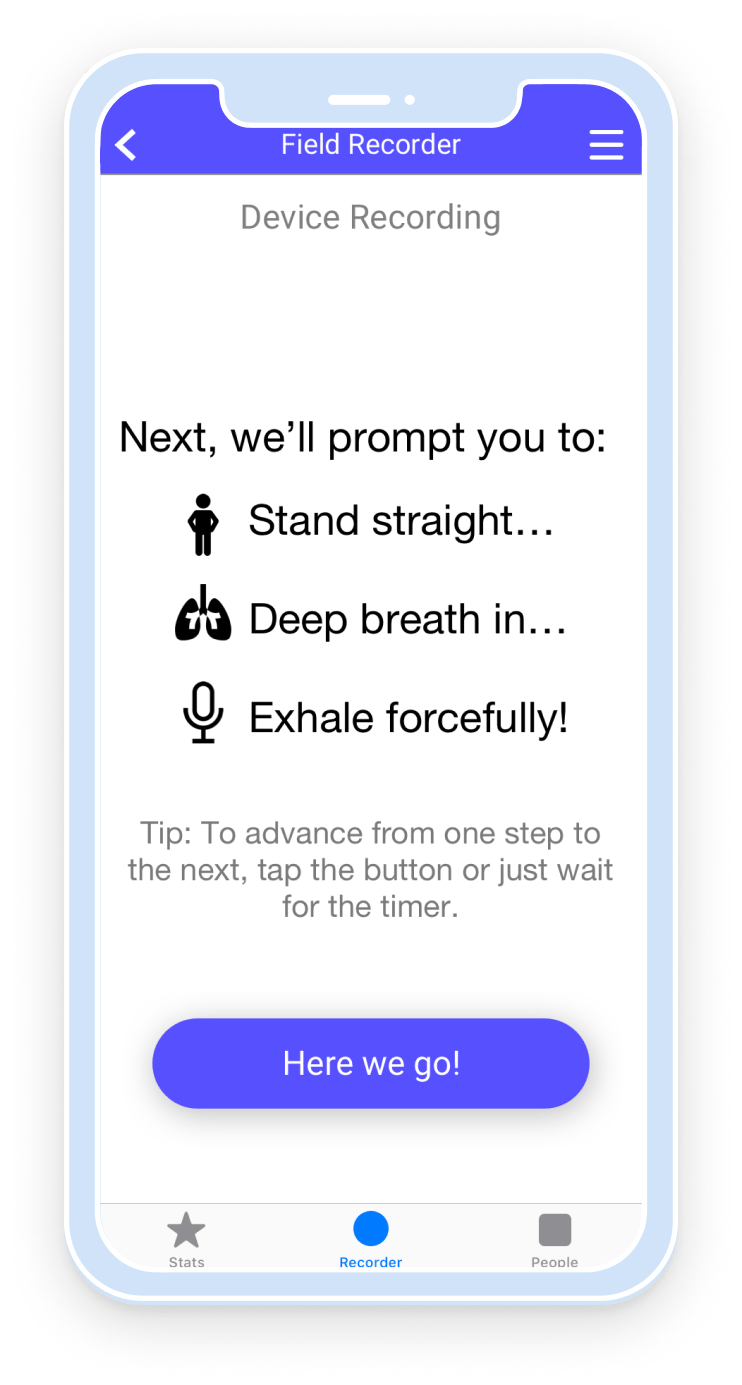 Field Recorder
Device Recording
Next, we’ll prompt you to:
Stand straight…
Deep breath in…
Exhale forcefully!
Tip: To advance from one step to
the next, tap the button or just wait
for the timer.
Here we go!
Stats
Recorder
People